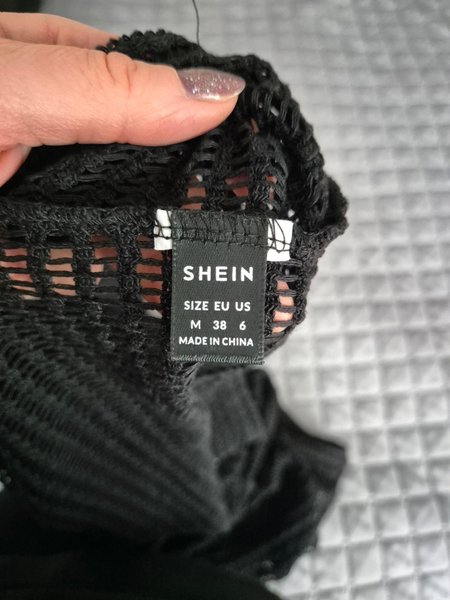 SHEIN
SIZE EU US
M 38 6
MADE IN CHINA